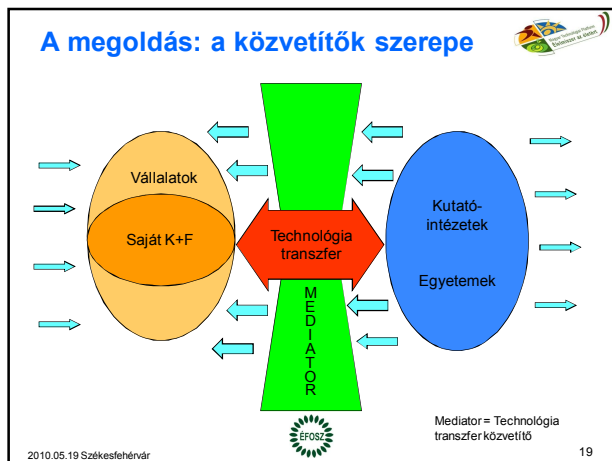 A megoldás: a közvetítők szerepe
Vállalatok
Saját K+F
Technológia
transzfer
MEDIATOR
Kutató-
intézetek
Egyetemek
ÉFOSZ
Mediator = Technológia
transzfer közvetítő
2010.05.19 Székesfehérvár
19